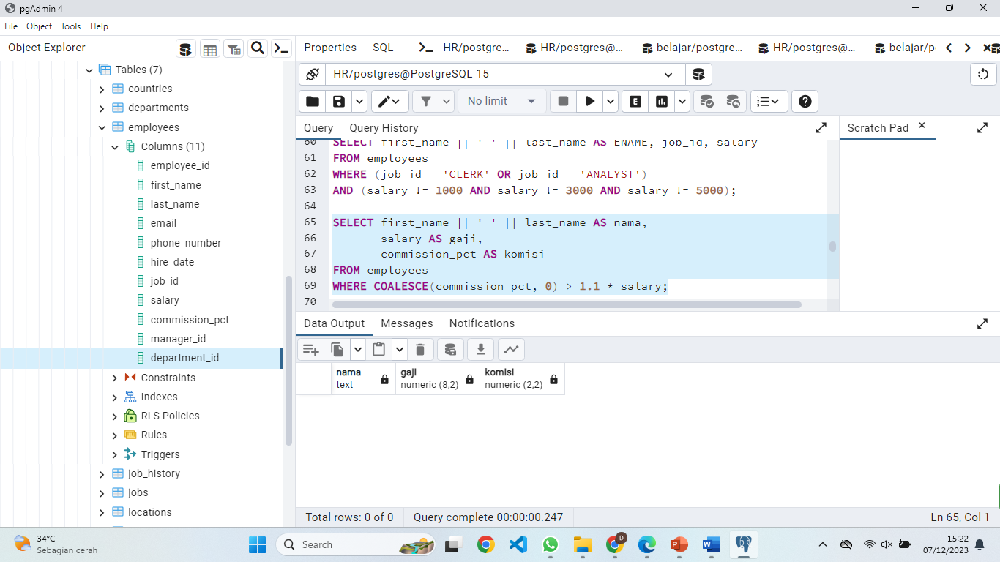 pgAdmin 4
File Object Tools Help
Object Explorer
Properties SQL HR/postgre... HR/postgres@... belajar/postgre... HR/postgres@... belajar/p
Tables (7)
countries
departments
employees
Columns (11)
employee_id
first_name
last_name
email
phone_number
hire_date
job_id
salary
commission_pct
manager_id
department_id
Constraints
Indexes
RLS Policies
Rules
Triggers
job_history
jobs
locations
HR/postgres@PostgreSQL 15
No limit
E
Query Query History
Scratch Pad
60 SELECT first_name || ' ' || last_name AS ENAME, job_id, salary
61 FROM employees
62 WHERE (job_id = 'CLERK' OR job_id = 'ANALYST')
63 AND (salary != 1000 AND salary != 3000 AND salary != 5000);
64
65 SELECT first_name || ' ' || last_name AS nama,
66 salary AS gaji,
67 commission_pct AS komisi
68 FROM employees
69 WHERE COALESCE(commission_pct, 0) > 1.1 * salary;
70
Data Output Messages Notifications
nama gaji komisi
text numeric (8,2) numeric (2,2)
Total rows: 0 of 0 Query complete 00:00:00.247 Ln 65, Col 1
34°C
Sebagian cerah
Search
D
15:22
07/12/2023